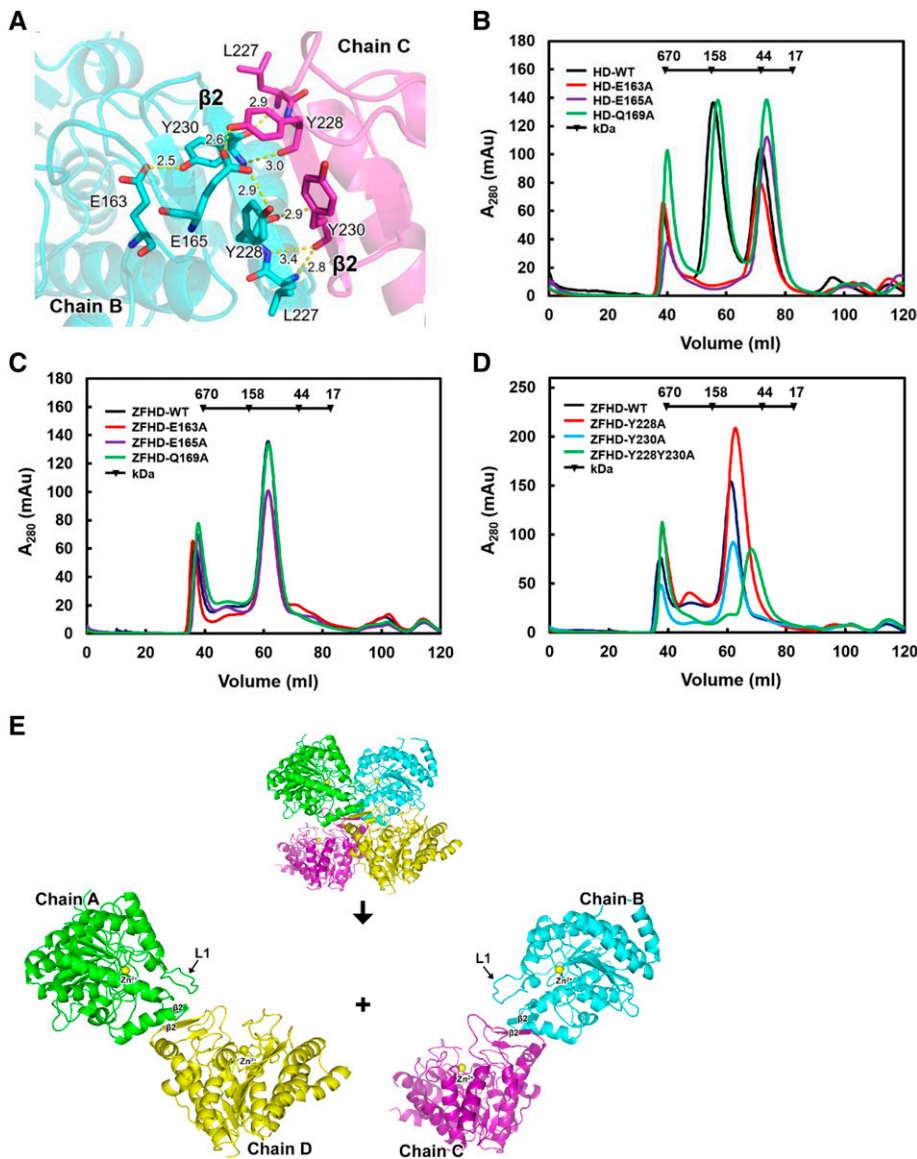 A
L227
Chain C
β2
2.9
Y230
Y228
2.6
2.5
3.0
E163
2.9
E165
2.9
Y228
Y230
3.4
β2
2.8
Chain B
L227
B
180
160
140
120
100
80
60
40
20
0
A280 (mAu)
670 158 44 17
HD-WT
HD-E163A
HD-E165A
HD-Q169A
kDa
0 20 40 60 80 100 120
Volume (ml)
C
180
160
140
120
100
80
60
40
20
0
A280 (mAu)
670 158 44 17
ZFHD-WT
ZFHD-E163A
ZFHD-E165A
ZFHD-Q169A
kDa
0 20 40 60 80 100 120
Volume (ml)
D
250
200
150
100
50
0
A280 (mAu)
670 158 44 17
ZFHD-WT
ZFHD-Y228A
ZFHD-Y230A
ZFHD-Y228Y230A
kDa
0 20 40 60 80 100 120
Volume (ml)
E
Chain A
L1
Zn2+
β2
β2
Zn2+
Chain D
+
Chain B
L1
Zn2+
β2
β2
Zn2+
Chain C